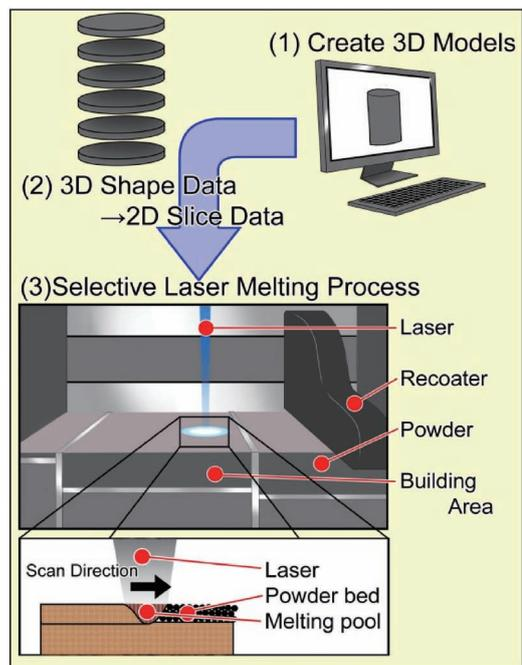 (1) Create 3D Models
(2) 3D Shape Data
→2D Slice Data
(3)Selective Laser Melting Process
Laser
Recoater
Powder
Building
Area
Scan Direction
Laser
Powder bed
Melting pool